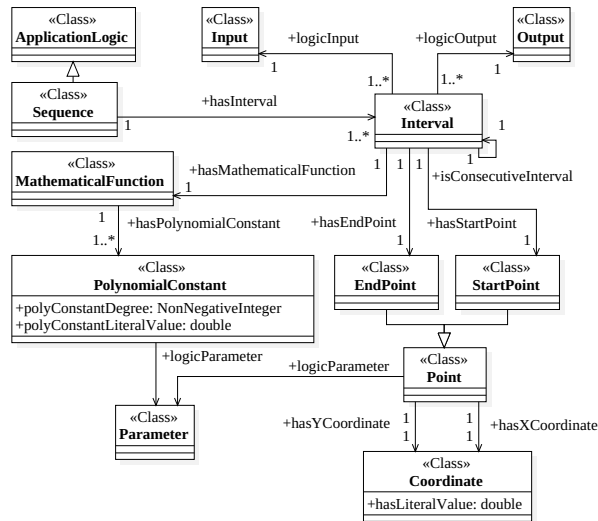 «Class»
ApplicationLogic
«Class»
Input
+logicInput
+logicOutput
«Class»
Output
1
1
1..*
1..*
«Class»
Sequence
+hasInterval
1
1..*
«Class»
Interval
1
1
+isConsecutiveInterval
«Class»
MathematicalFunction
+hasMathematicalFunction
1
1
1
1
1
+hasPolynomialConstant
1..*
+hasEndPoint
1
+hasStartPoint
1
«Class»
PolynomialConstant
+polyConstantDegree: NonNegativeInteger
+polyConstantLiteralValue: double
«Class»
EndPoint
«Class»
StartPoint
+logicParameter
+logicParameter
«Class»
Point
«Class»
Parameter
+hasYCoordinate
1
1
1
1
+hasXCoordinate
«Class»
Coordinate
+hasLiteralValue: double